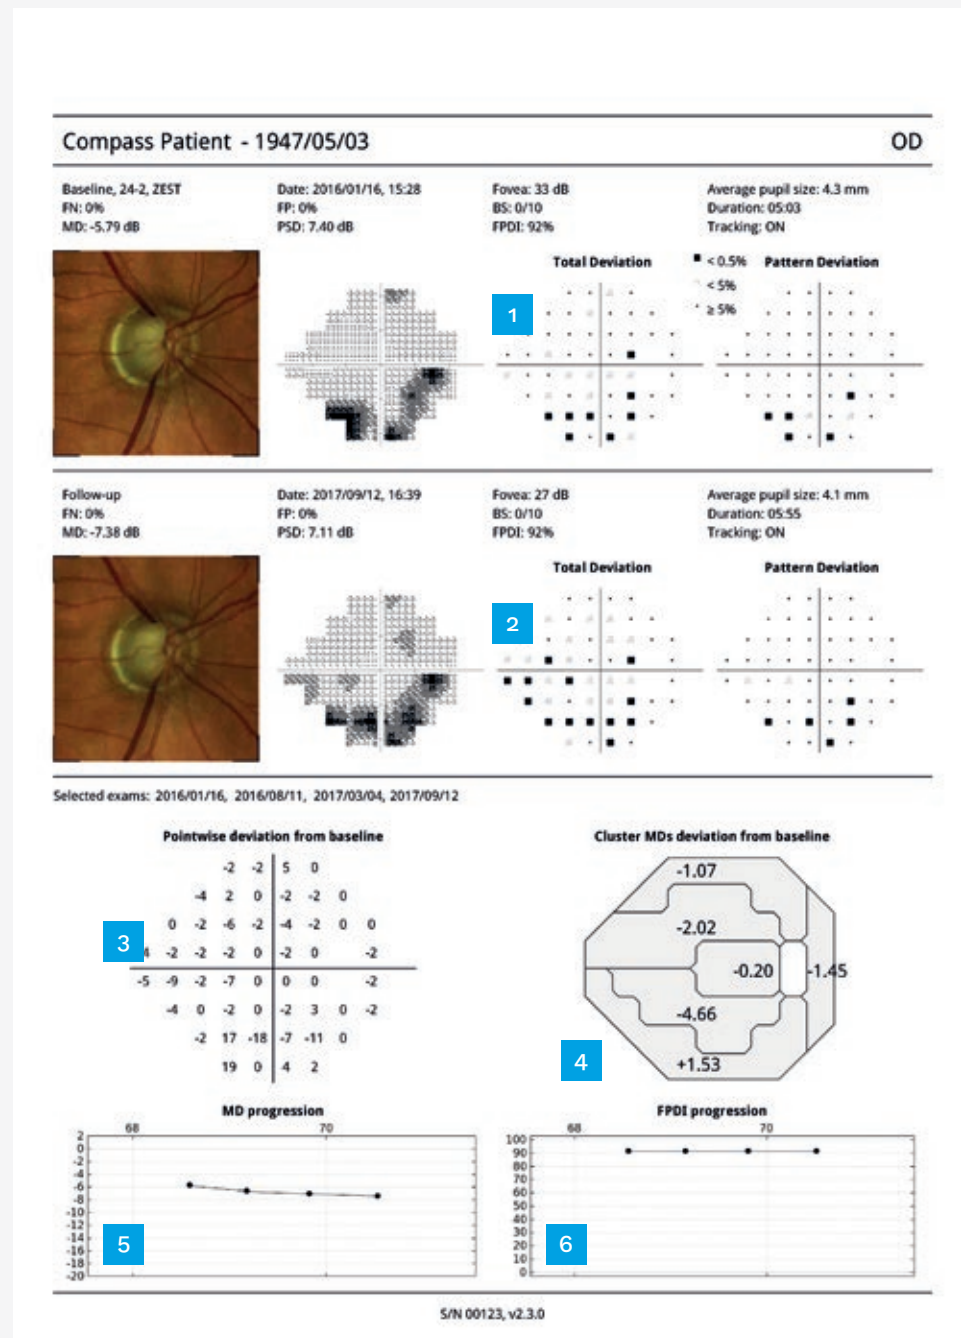 Compass Patient - 1947/05/03 OD
Baseline, 24-2, ZEST Date: 2016/01/16, 15:28 Fovea: 33 dB Average pupil size: 4.3 mm
FN: 0% FP: 0% BS: 0/10 Duration: 05:03
MD: -5.79 dB PSD: 7.40 dB FPDI: 92% Tracking: ON
Total Deviation < 0.5% Pattern Deviation
< 5%
1 ≥ 5%
Follow-up Date: 2017/09/12, 16:39 Fovea: 27 dB Average pupil size: 4.1 mm
FN: 0% FP: 0% BS: 0/10 Duration: 05:55
MD: -7.38 dB PSD: 7.11 dB FPDI: 92% Tracking: ON
Total Deviation Pattern Deviation
2
Selected exams: 2016/01/16, 2016/08/11, 2017/03/04, 2017/09/12
Pointwise deviation from baseline
-2 -2 5 0
-4 2 0 -2 -2 0
0 -2 -6 -2 -4 -2 0 0
3 4 -2 -2 -2 0 -2 0 -2
-5 -9 -2 -7 0 0 0 -2
-4 0 -2 0 -2 3 0 -2
-2 17 -18 -7 -11 0
19 0 4 2
Cluster MDs deviation from baseline
-1.07
-2.02
-0.20 -1.45
-4.66
4 +1.53
MD progression
68 70
2
0
-2
-4
-6
-8
-10
-12
-14
-16
-18
-20
5
FPDI progression
68 70
100
90
80
70
60
50
40
30
20
10
0
6
S/N 00123, v2.3.0